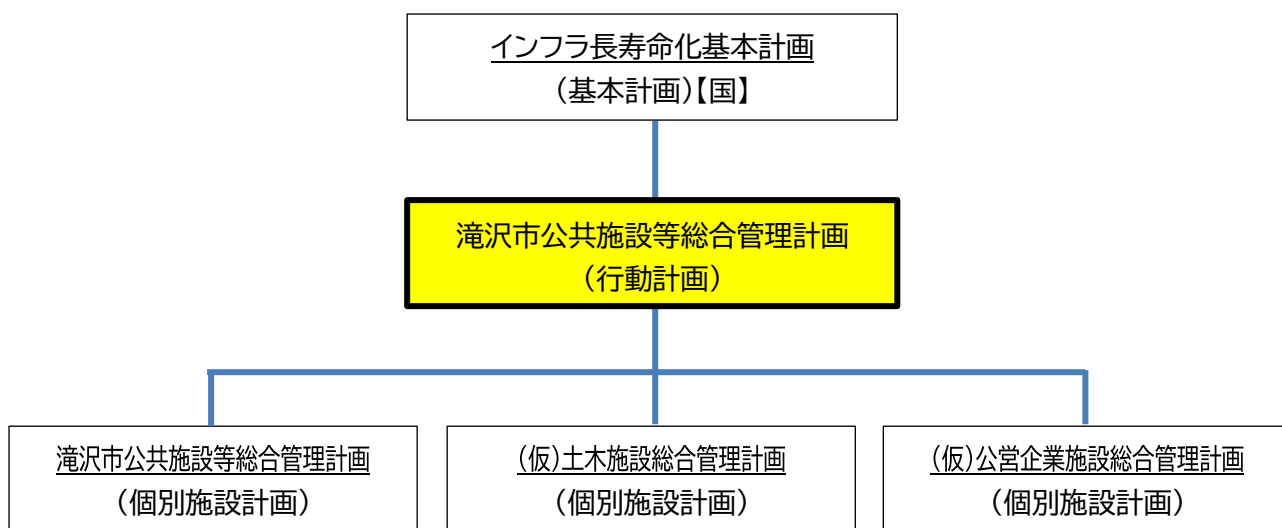 インフラ長寿命化基本計画
（基本計画）【国】
滝沢市公共施設等総合管理計画
（行動計画）
滝沢市公共施設等総合管理計画
（個別施設計画）
（仮）土木施設総合管理計画
（個別施設計画）
（仮）公営企業施設総合管理計画
（個別施設計画）